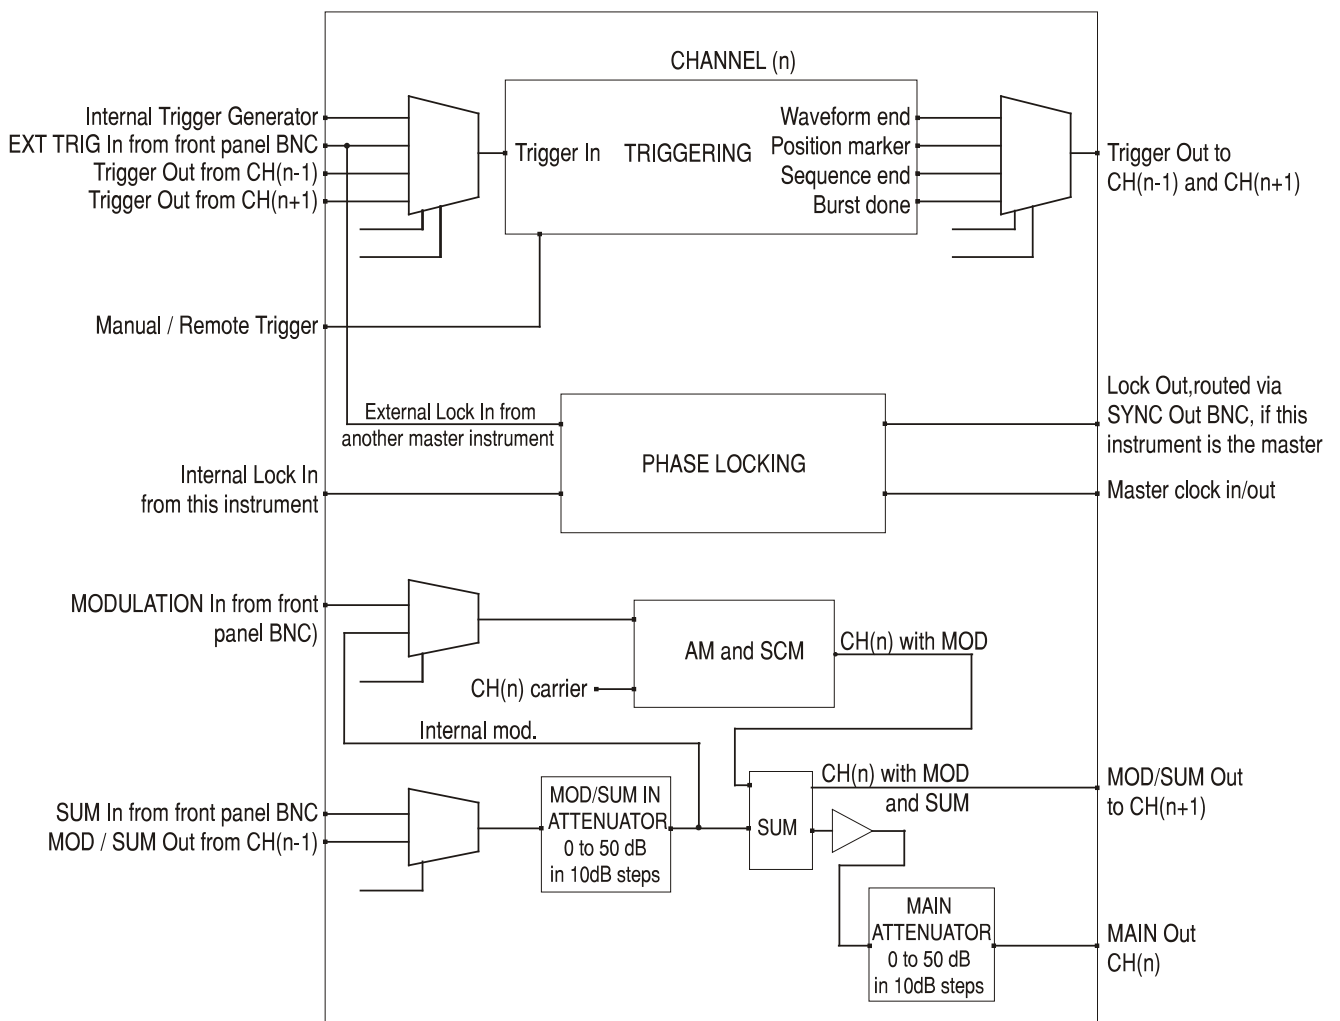 CHANNEL (n)
Internal Trigger Generator
EXT TRIG In from front panel BNC
Trigger Out from CH(n-1)
Trigger Out from CH(n+1)
Trigger In
TRIGGERING
Waveform end
Position marker
Sequence end
Burst done
Trigger Out to
CH(n-1) and CH(n+1)
Manual / Remote Trigger
External Lock In from
another master instrument
Internal Lock In
from this instrument
PHASE LOCKING
Lock Out,routed via
SYNC Out BNC, if this
instrument is the master
Master clock in/out
MODULATION In from front
panel BNC)
AM and SCM
CH(n) with MOD
CH(n) carrier
Internal mod.
SUM In from front panel BNC
MOD / SUM Out from CH(n-1)
MOD/SUM IN
ATTENUATOR
0 to 50 dB
in 10dB steps
SUM
CH(n) with MOD
and SUM
MOD/SUM Out
to CH(n+1)
MAIN
ATTENUATOR
0 to 50 dB
in 10dB steps
MAIN Out
CH(n)